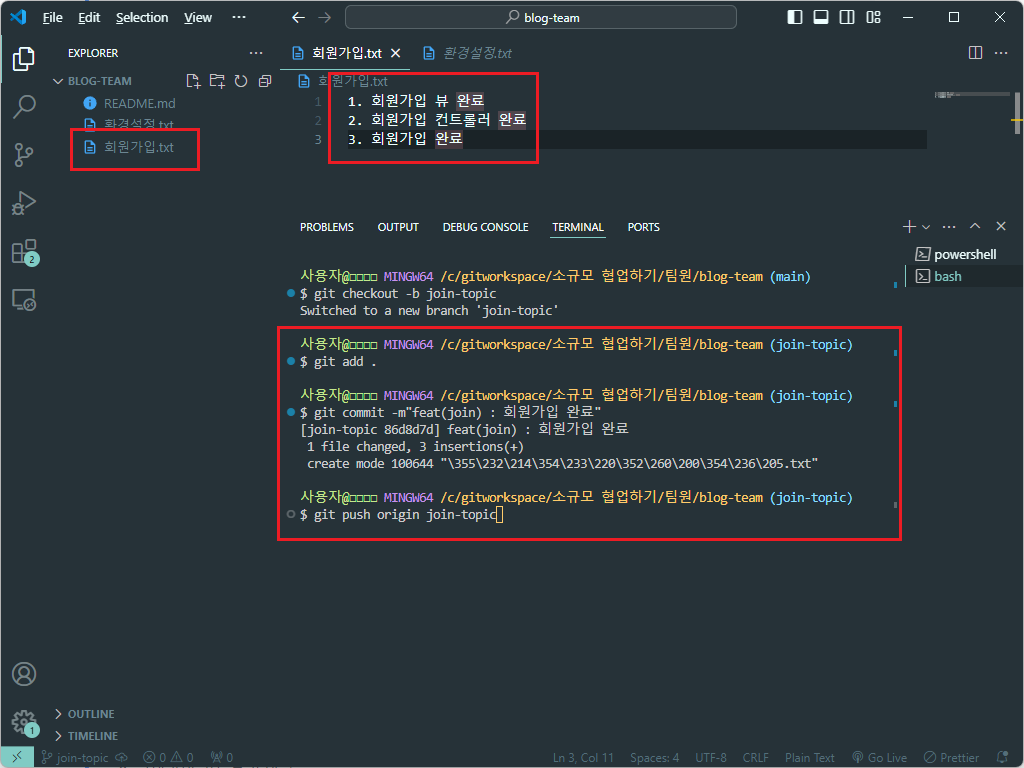 File Edit Selection View ··· blog-team
EXPLORER ···
BLOG-TEAM
README.md
환경설정.txt
회원가입.txt
회원가입.txt 환경설정.txt ···
회원가입.txt
1 1. 회원가입 뷰 완료
2 2. 회원가입 컨트롤러 완료
3 3. 회원가입 완료
PROBLEMS OUTPUT DEBUG CONSOLE TERMINAL PORTS
powershell
bash
사용자@□□□□ MINGW64 /c/gitworkspace/소규모 협업하기/팀원/blog-team (main)
$ git checkout -b join-topic
Switched to a new branch 'join-topic'
사용자@□□□□ MINGW64 /c/gitworkspace/소규모 협업하기/팀원/blog-team (join-topic)
$ git add .
사용자@□□□□ MINGW64 /c/gitworkspace/소규모 협업하기/팀원/blog-team (join-topic)
$ git commit -m"feat(join) : 회원가입 완료"
[join-topic 86d8d7d] feat(join) : 회원가입 완료
1 file changed, 3 insertions(+)
create mode 100644 "\355\232\214\354\233\220\352\260\200\354\236\205.txt"
사용자@□□□□ MINGW64 /c/gitworkspace/소규모 협업하기/팀원/blog-team (join-topic)
$ git push origin join-topic
2
1
OUTLINE
TIMELINE
join-topic 0 0 0 Ln 3, Col 11 Spaces: 4 UTF-8 CRLF Plain Text Go Live Prettier